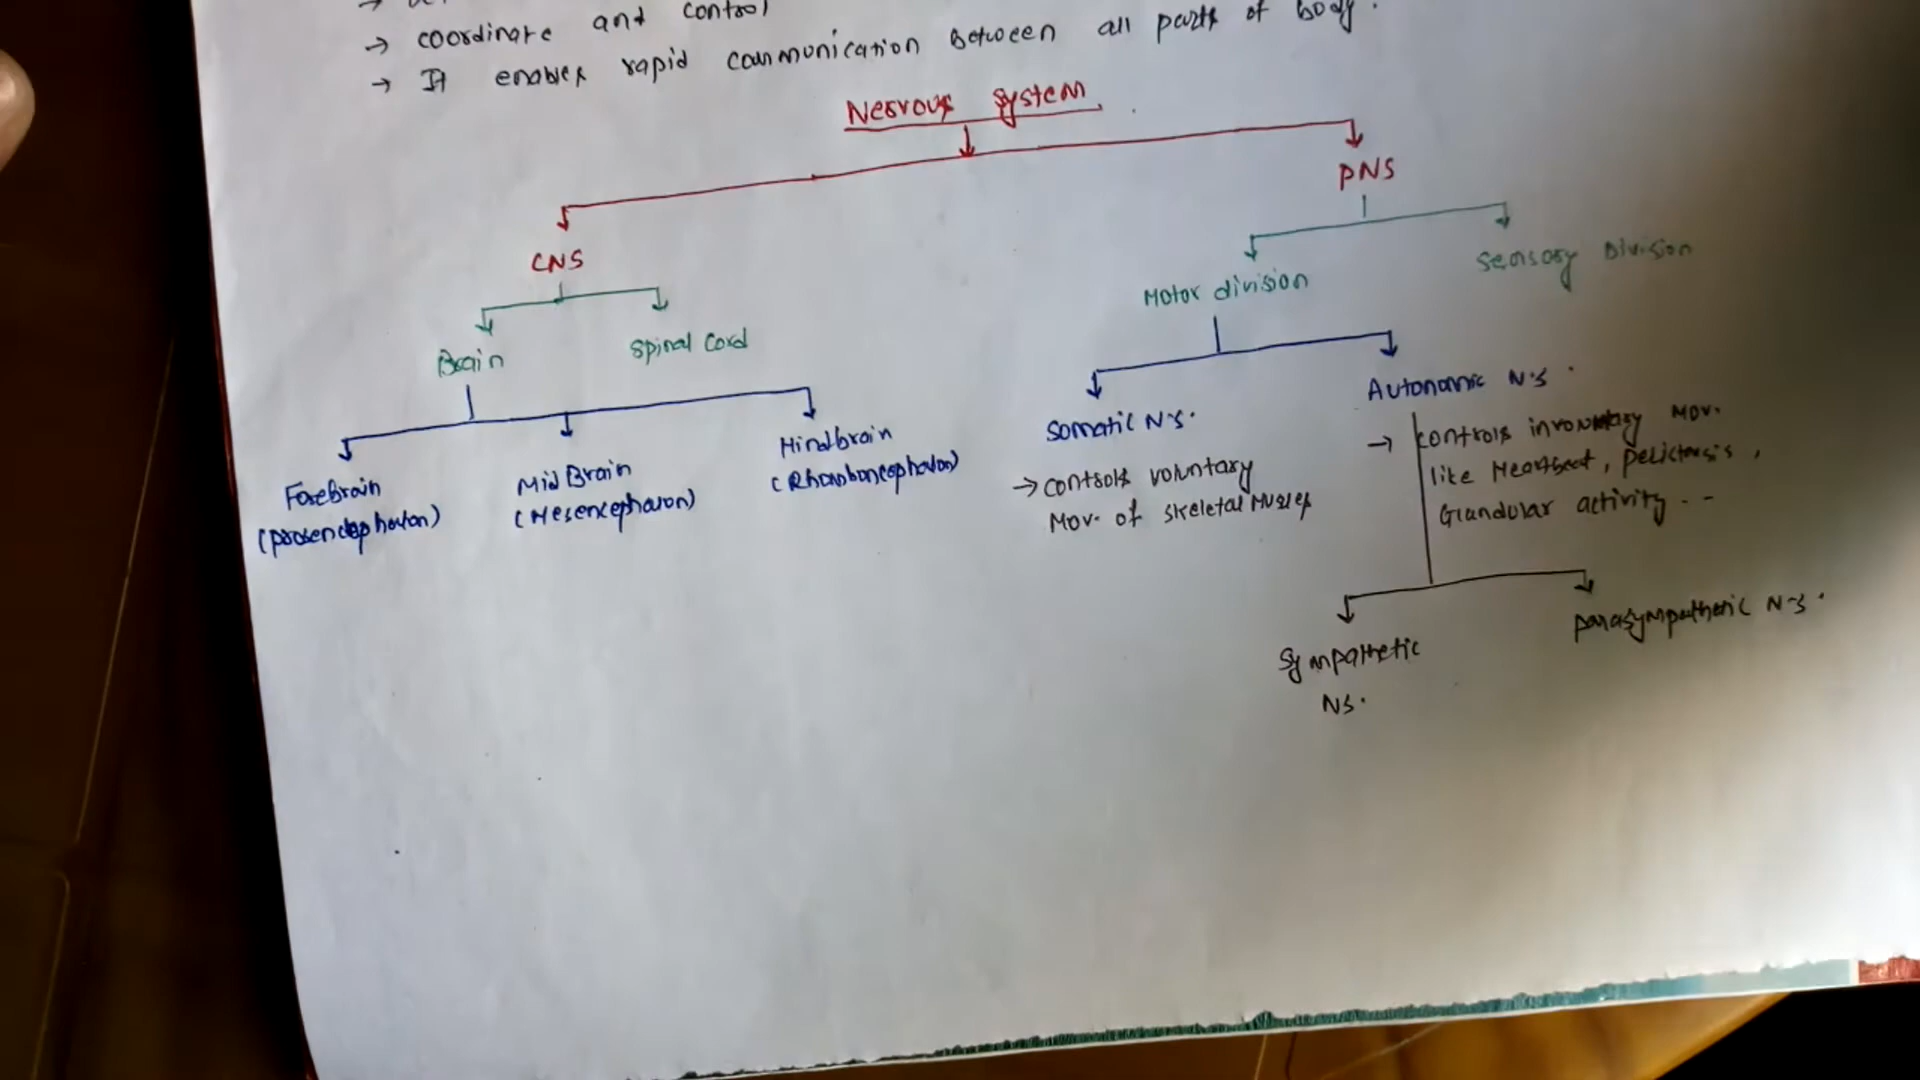 → coordinate and control
→ It enables rapid communication between all parts of body.
Nervous system
PNS
CNS
Motor division
Sensory Division
Brain
Spinal Cord
Somatic N.S.
Autonomic N.S.
→ controls voluntary
Mov. of skeletal Muscles
→ controls involuntary Mov.
like Heartbeat, Pelictarsis,
Glandular activity - -
ForeBrain
(prosencephalon)
Mid Brain
(Mesencephalon)
Hindbrain
(Rhombencephalon)
Sympathetic
NS.
parasympathetic N-S.